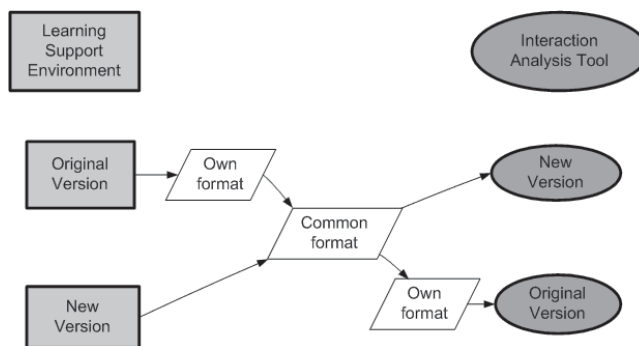 Learning
Support
Environment
Interaction
Analysis Tool
Original
Version
Own
format
New
Version
Common
format
New
Version
Own
format
Original
Version